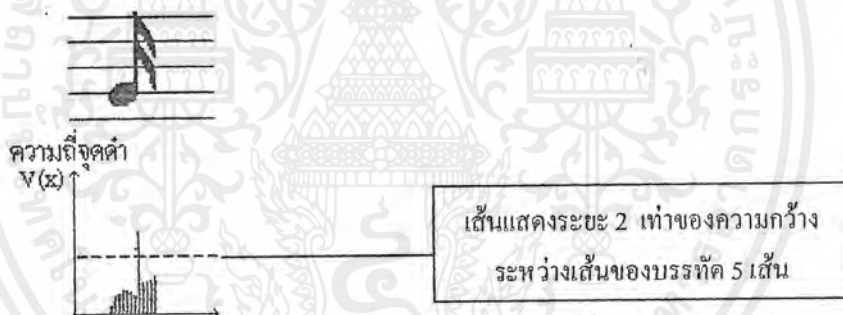 ความถี่จุดดำ
V(x)
เส้นแสดงระยะ 2 เท่าของความกว้าง
ระหว่างเส้นของบรรทัด 5 เส้น